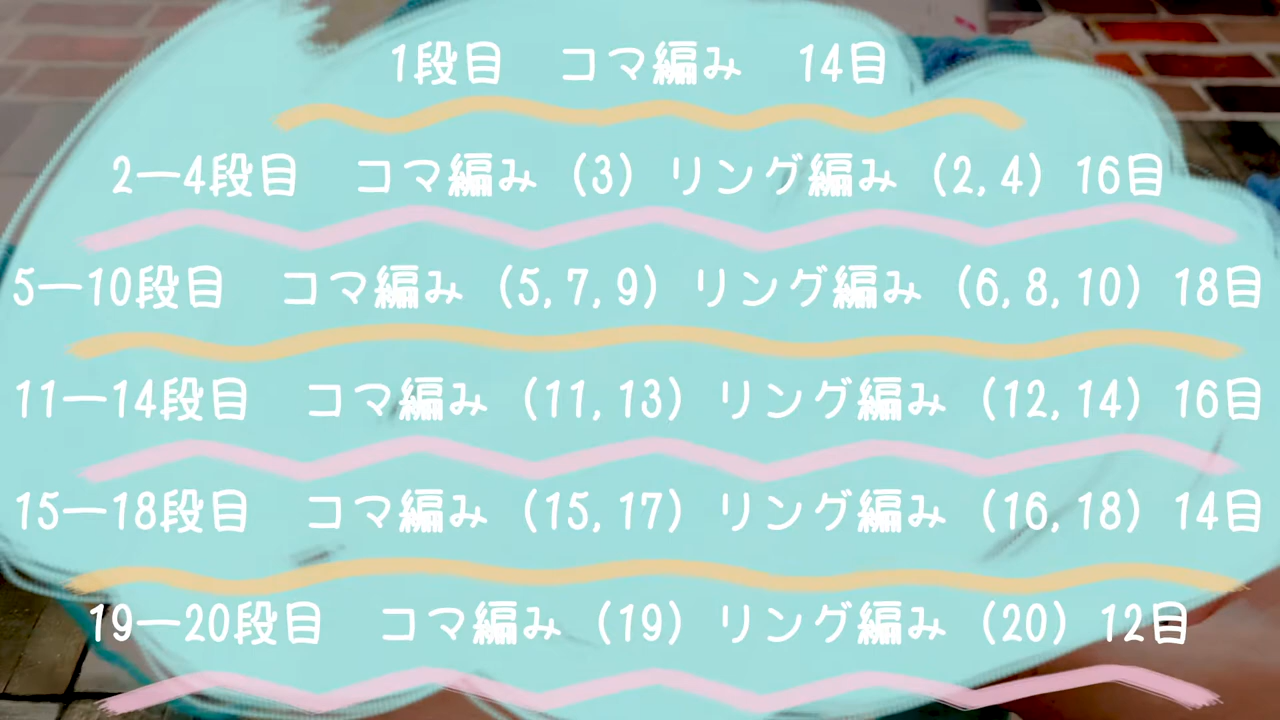 1段目　コマ編み　14目
2ー4段目　コマ編み（3）リング編み（2,4）16目
5ー10段目　コマ編み（5,7,9）リング編み（6,8,10）18目
11ー14段目　コマ編み（11,13）リング編み（12,14）16目
15ー18段目　コマ編み（15,17）リング編み（16,18）14目
19ー20段目　コマ編み（19）リング編み（20）12目